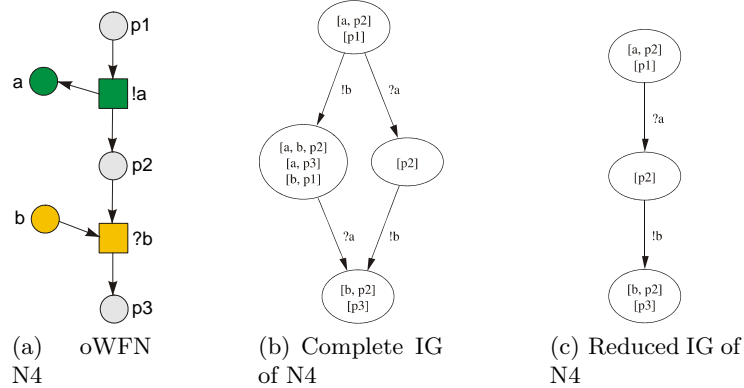 p1
a
!a
p2
b
?b
p3
(a) oWFN
N4
[a, p2]
[p1]
!b
?a
[a, b, p2]
[a, p3]
[b, p1]
[p2]
?a
!b
[b, p2]
[p3]
(b) Complete IG
of N4
[a, p2]
[p1]
?a
[p2]
!b
[b, p2]
[p3]
(c) Reduced IG of
N4